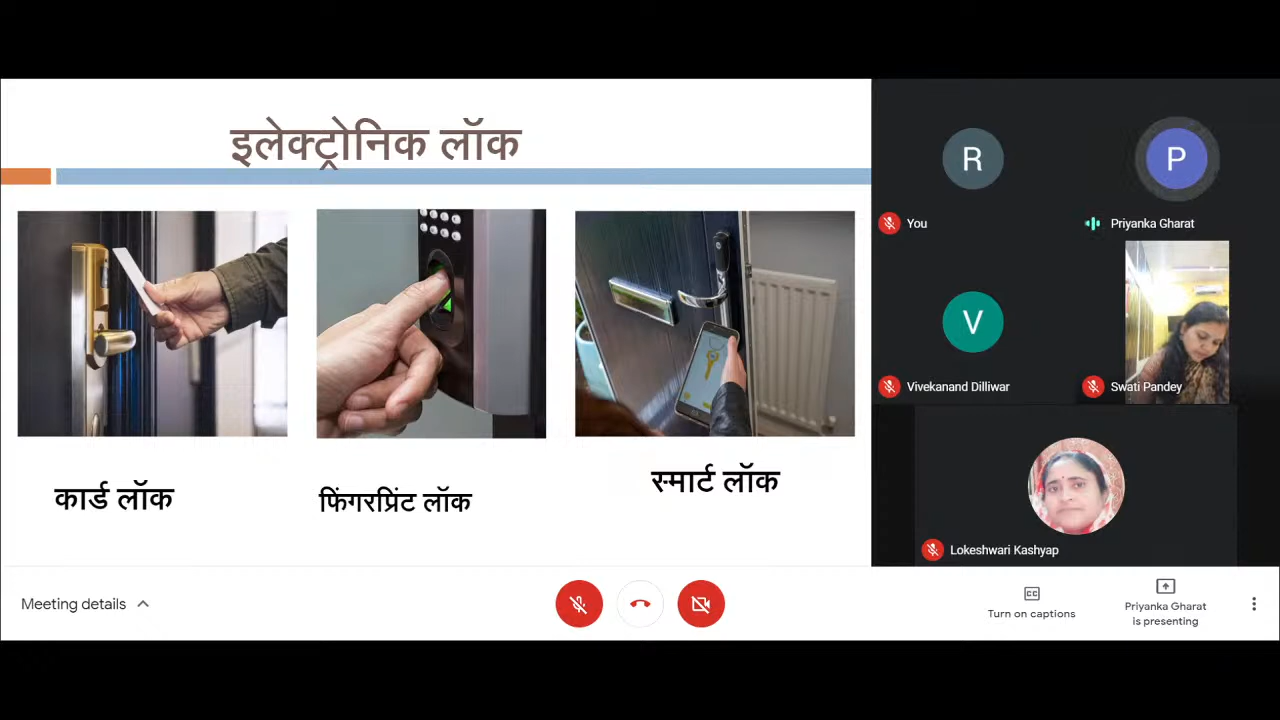 इलेक्ट्रोनिक लॉक
कार्ड लॉक
फिंगरप्रिंट लॉक
स्मार्ट लॉक
R
You
P
Priyanka Gharat
V
Vivekanand Dilliwar
Swati Pandey
Lokeshwari Kashyap
Meeting details
CC
Turn on captions
Priyanka Gharat
is presenting